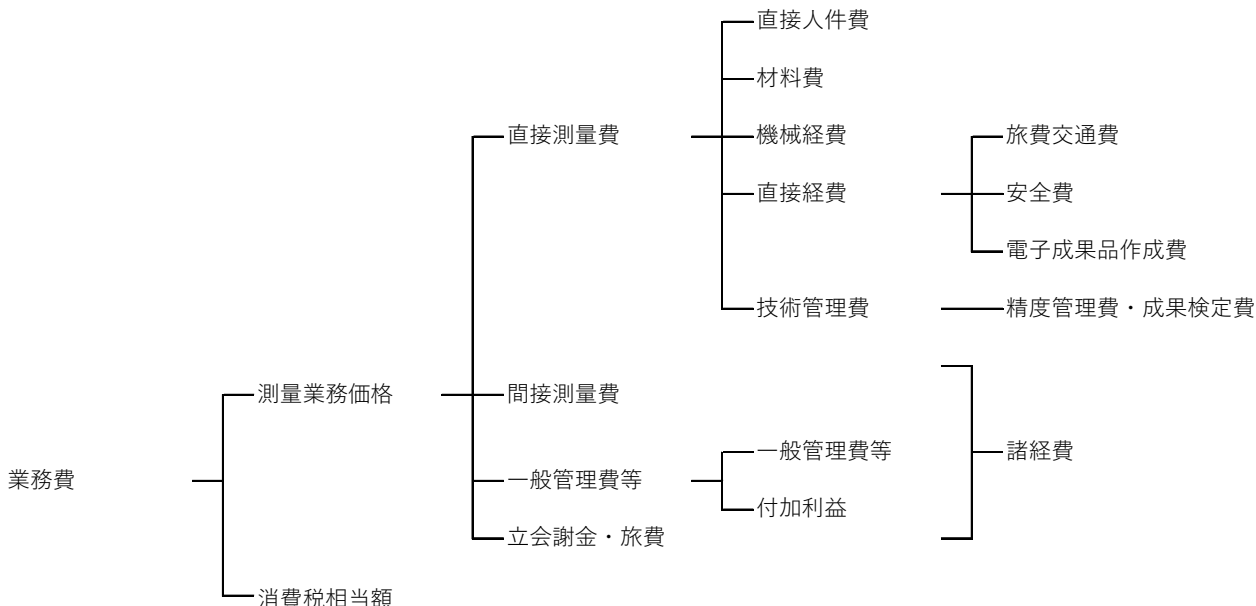 直接人件費
材料費
直接測量費
機械経費
旅費交通費
直接経費
安全費
電子成果品作成費
技術管理費
精度管理費・成果検定費
測量業務価格
間接測量費
一般管理費等
諸経費
業務費
一般管理費等
付加利益
立会謝金・旅費
消費税相当額